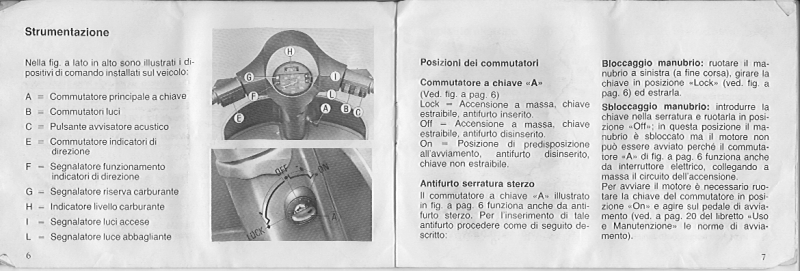 Strumentazione
Nella fig. a lato in alto sono illustrati i di-
positivi di comando installati sul veicolo:
A = Commutatore principale a chiave
B = Commutatori luci
C = Pulsante avvisatore acustico
E = Commutatore indicatori di
direzione
F = Segnalatore funzionamento
indicatori di direzione
G = Segnalatore riserva carburante
H = Indicatore livello carburante
I = Segnalatore luci accese
L = Segnalatore luce abbagliante
6
H
G
I
F
L
E
A
B
C
OFF
ON
LOCK
A
Posizioni dei commutatori
Commutatore a chiave «A»
(Ved. fig. a pag. 6)
Lock = Accensione a massa, chiave
estraibile, antifurto inserito.
Off = Accensione a massa, chiave
estraibile, antifurto disinserito.
On = Posizione di predisposizione
all'avviamento, antifurto disinserito,
chiave non estraibile.
Antifurto serratura sterzo
Il commutatore a chiave «A» illustrato
in fig. a pag. 6 funziona anche da anti-
furto sterzo. Per l'inserimento di tale
antifurto procedere come di seguito de-
scritto:
Bloccaggio manubrio: ruotare il ma-
nubrio a sinistra (a fine corsa), girare la
chiave in posizione «Lock» (ved. fig. a
pag. 6) ed estrarla.
Sbloccaggio manubrio: introdurre la
chiave nella serratura e ruotarla in posi-
zione «Off»; in questa posizione il ma-
nubrio è sbloccato ma il motore non
può essere avviato perché il commuta-
tore «A» di fig. a pag. 6 funziona anche
da interruttore elettrico, collegando a
massa il circuito dell'accensione.
Per avviare il motore è necessario ruo-
tare la chiave del commutatore in posi-
zione «On» e agire sul pedale di avvia-
mento (ved. a pag. 20 del libretto «Uso
e Manutenzione» le norme di avvia-
mento).
7